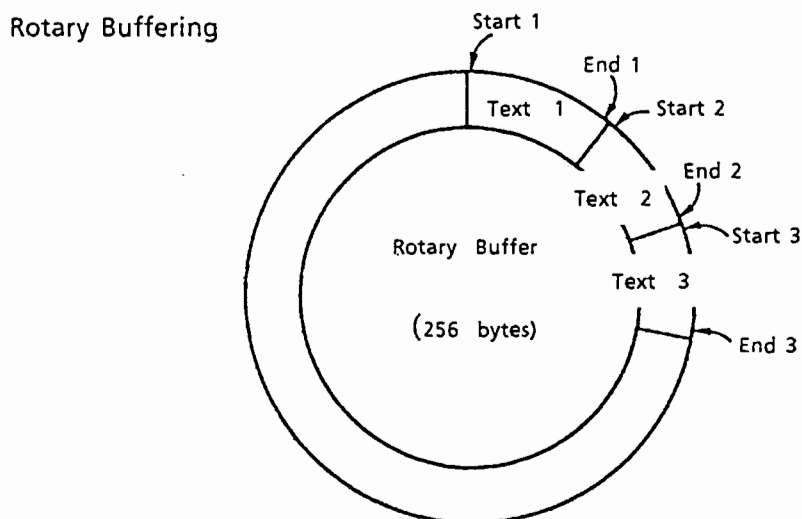 Rotary Buffering
Start 1
End 1
Text 1
Start 2
End 2
Text 2
Start 3
Rotary Buffer
Text 3
(256 bytes)
End 3